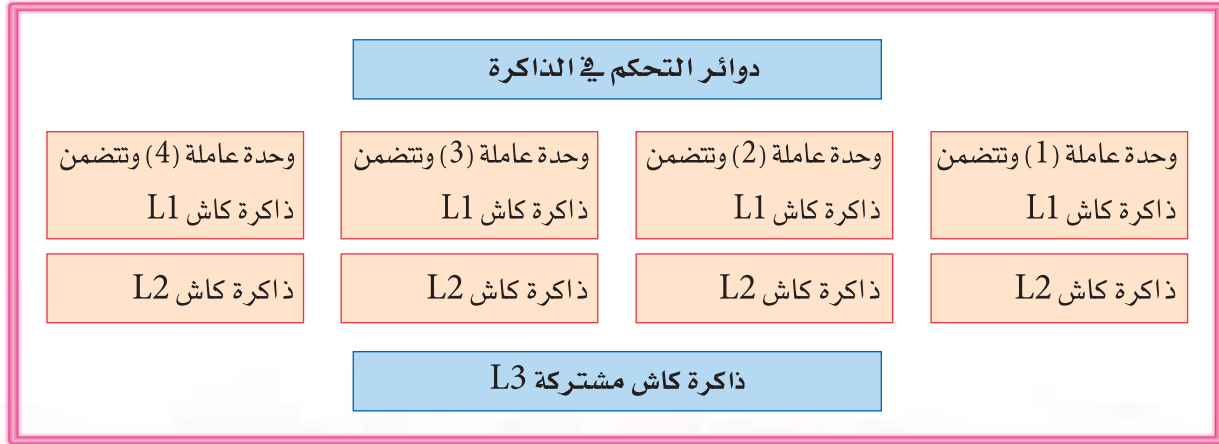 دوائر التحكم في الذاكرة
وحدة عاملة (1) وتتضمن
ذاكرة كاش L1
وحدة عاملة (2) وتتضمن
ذاكرة كاش L1
وحدة عاملة (3) وتتضمن
ذاكرة كاش L1
وحدة عاملة (4) وتتضمن
ذاكرة كاش L1
ذاكرة كاش L2
ذاكرة كاش L2
ذاكرة كاش L2
ذاكرة كاش L2
ذاكرة كاش مشتركة L3